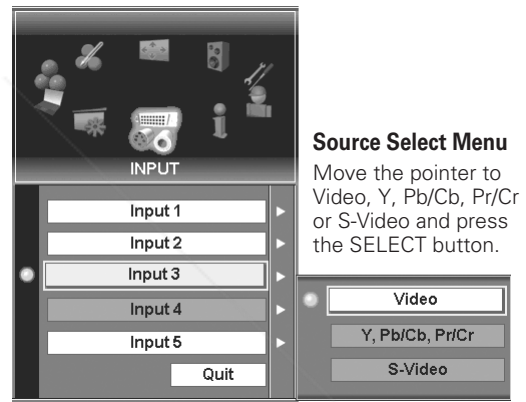 INPUT
Input 1
Input 2
Input 3
Input 4
Input 5
Quit
Source Select Menu
Move the pointer to
Video, Y, Pb/Cb, Pr/Cr
or S-Video and press
the SELECT button.
Video
Y, Pb/Cb, Pr/Cr
S-Video